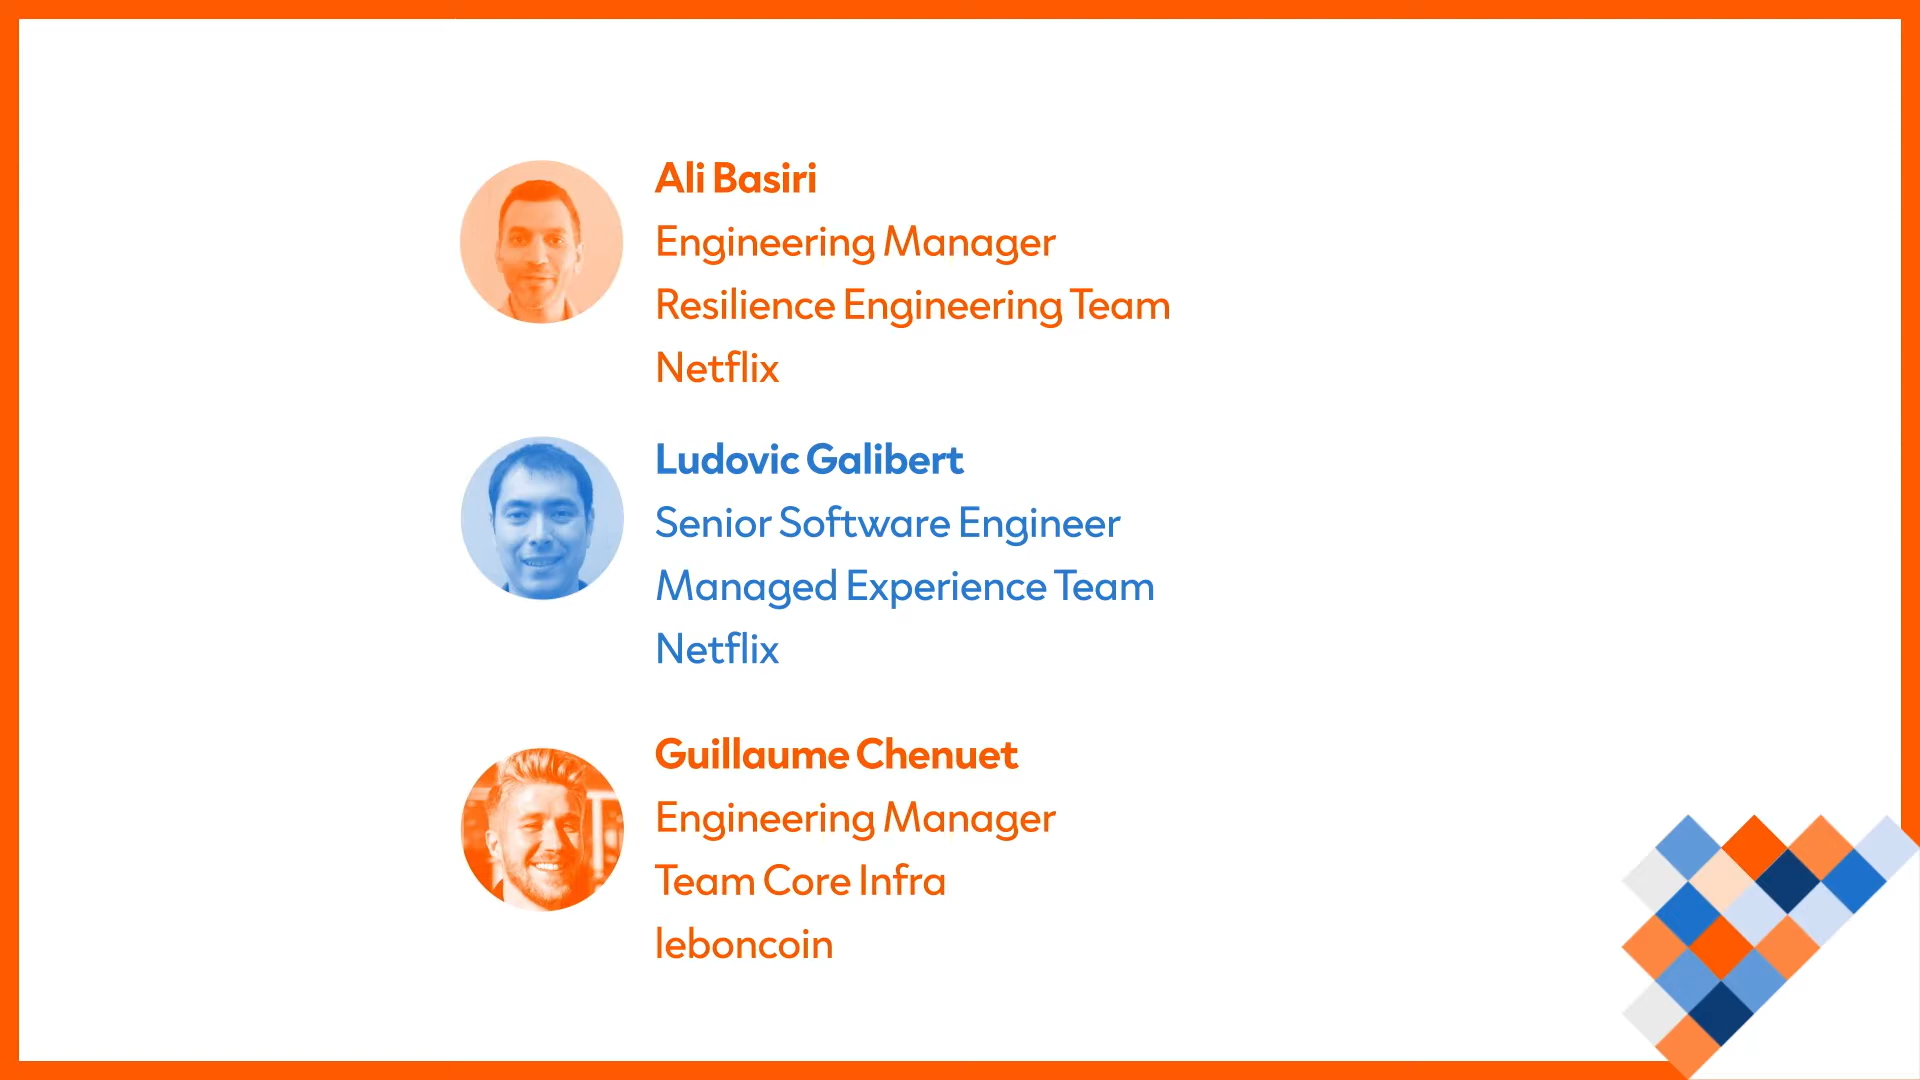 Ali Basiri
Engineering Manager
Resilience Engineering Team
Netflix
Ludovic Galibert
Senior Software Engineer
Managed Experience Team
Netflix
Guillaume Chenuet
Engineering Manager
Team Core Infra
leboncoin